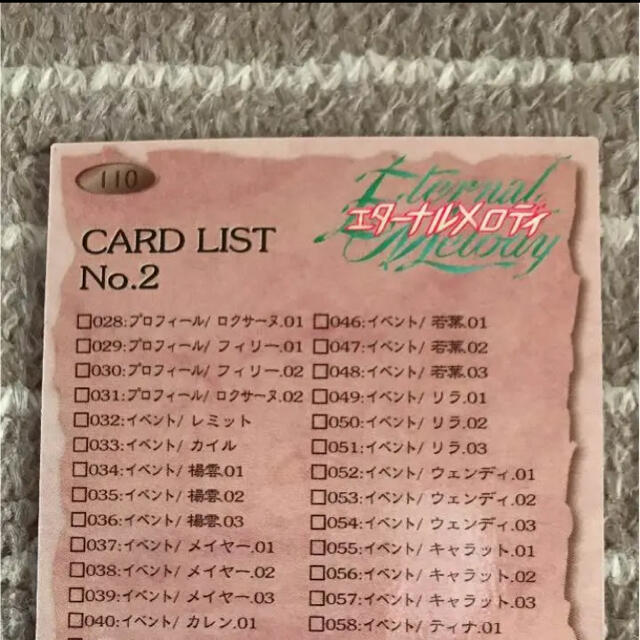 110
Eternal Melody
エターナルメロディ
CARD LIST
No.2
□028:プロフィール/ ロクサーヌ.01
□029:プロフィール/ フィリー.01
□030:プロフィール/ フィリー.02
□031:プロフィール/ ロクサーヌ.02
□032:イベント/ レミット
□033:イベント/ カイル
□034:イベント/ 楊雲.01
□035:イベント/ 楊雲.02
□036:イベント/ 楊雲.03
□037:イベント/ メイヤー.01
□038:イベント/ メイヤー.02
□039:イベント/ メイヤー.03
□040:イベント/ カレン.01
□046:イベント/ 若葉.01
□047:イベント/ 若葉.02
□048:イベント/ 若葉.03
□049:イベント/ リラ.01
□050:イベント/ リラ.02
□051:イベント/ リラ.03
□052:イベント/ ウェンディ.01
□053:イベント/ ウェンディ.02
□054:イベント/ ウェンディ.03
□055:イベント/ キャラット.01
□056:イベント/ キャラット.02
□057:イベント/ キャラット.03
□058:イベント/ ティナ.01